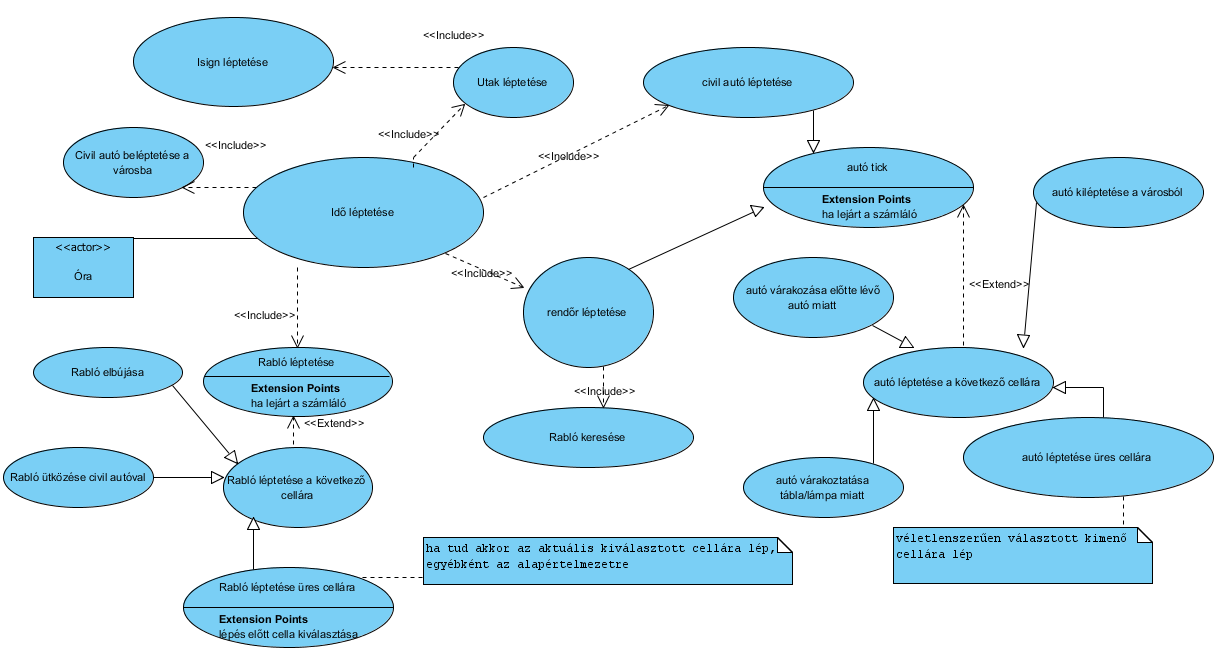 <<Include>>
Isign léptetése
Utak léptetése
civil autó léptetése
<<Include>>
<<Include>>
Civil autó beléptetése a
városba
<<Include>>
autó tick
Extension Points
ha lejárt a számláló
autó kiléptetése a városból
Idő léptetése
<<actor>>
Óra
<<Include>>
<<Extend>>
autó várakozása előtte lévő
autó miatt
rendőr léptetése
<<Include>>
Rabló léptetése
Extension Points
ha lejárt a számláló
Rabló elbújása
autó léptetése a következő cellára
<<Include>>
<<Extend>>
Rabló keresése
autó léptetése üres cellára
Rabló ütközése civil autóval
Rabló léptetése a következő
cellára
autó várakoztatása
tábla/lámpa miatt
ha tud akkor az aktuális kiválasztott cellára lép,
egyébként az alapértelmezetre
véletlenszerűen választott kimenő
cellára lép
Rabló léptetése üres cellára
Extension Points
lépés előtt cella kiválasztása